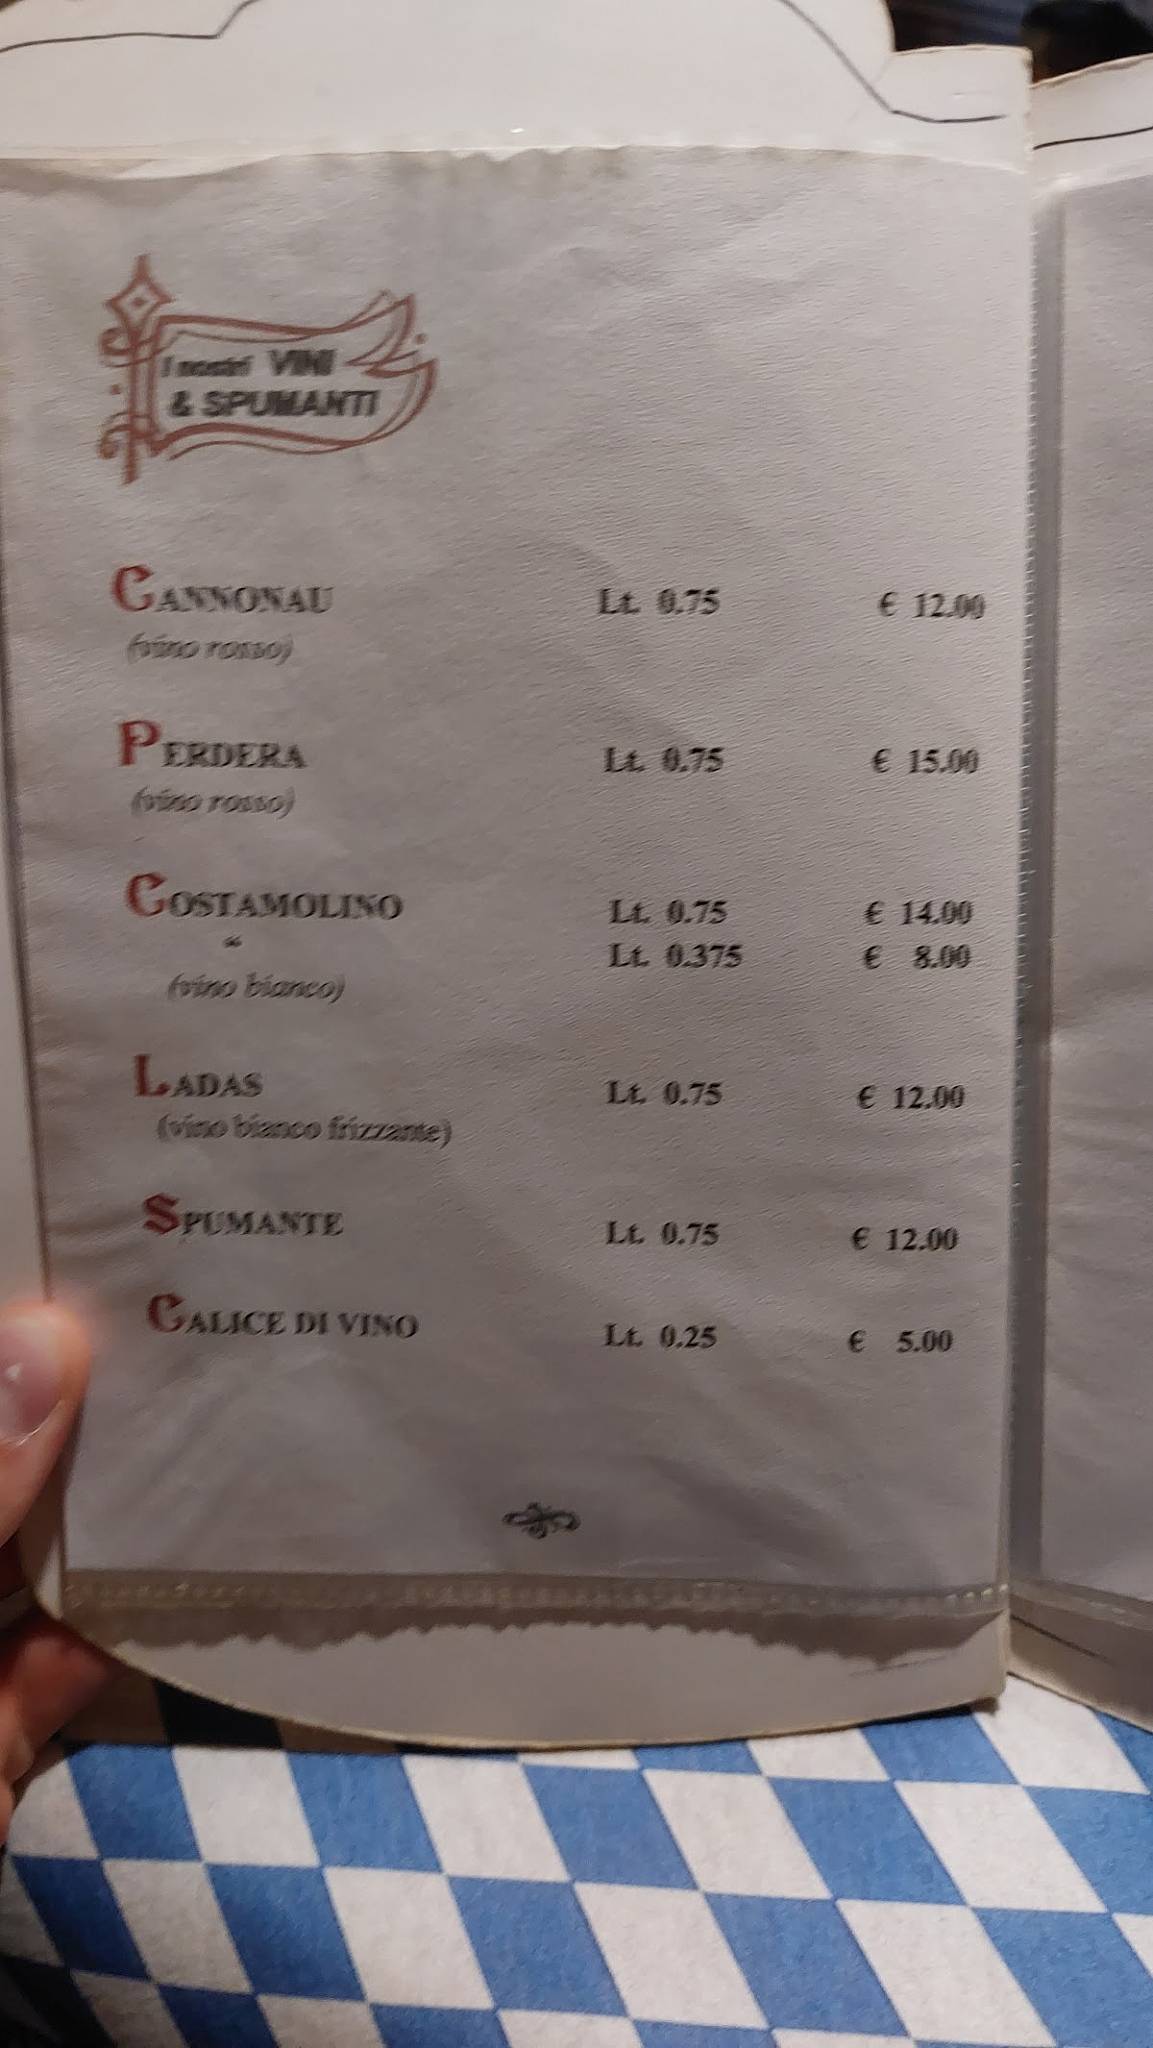 I nostri VINI
& SPUMANTI
CANNONAU Lt. 0.75 € 12.00
(vino rosso)
PERDERA Lt. 0.75 € 15.00
(vino rosso)
COSTAMOLINO Lt. 0.75 € 14.00
“ Lt. 0.375 € 8.00
(vino bianco)
LADAS Lt. 0.75 € 12.00
(vino bianco frizzante)
SPUMANTE Lt. 0.75 € 12.00
CALICE DI VINO Lt. 0.25 € 5.00